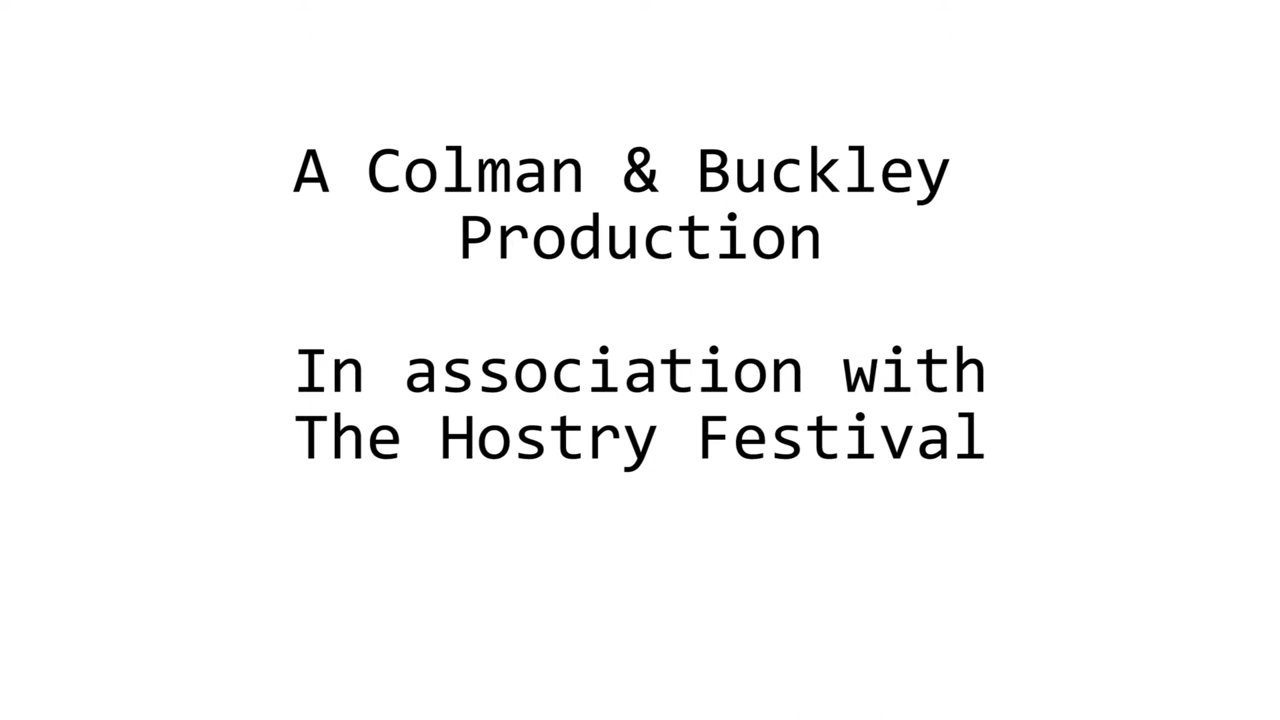 A Colman & Buckley
Production
In association with
The Hostry Festival